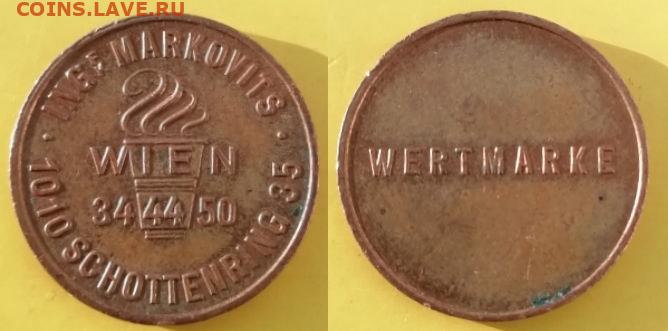 COINS.LAVE.RU
· ING. F. MARKOVITS ·
WIEN
34 44 50
1010 SCHOTTENRING 35
WERTMARKE